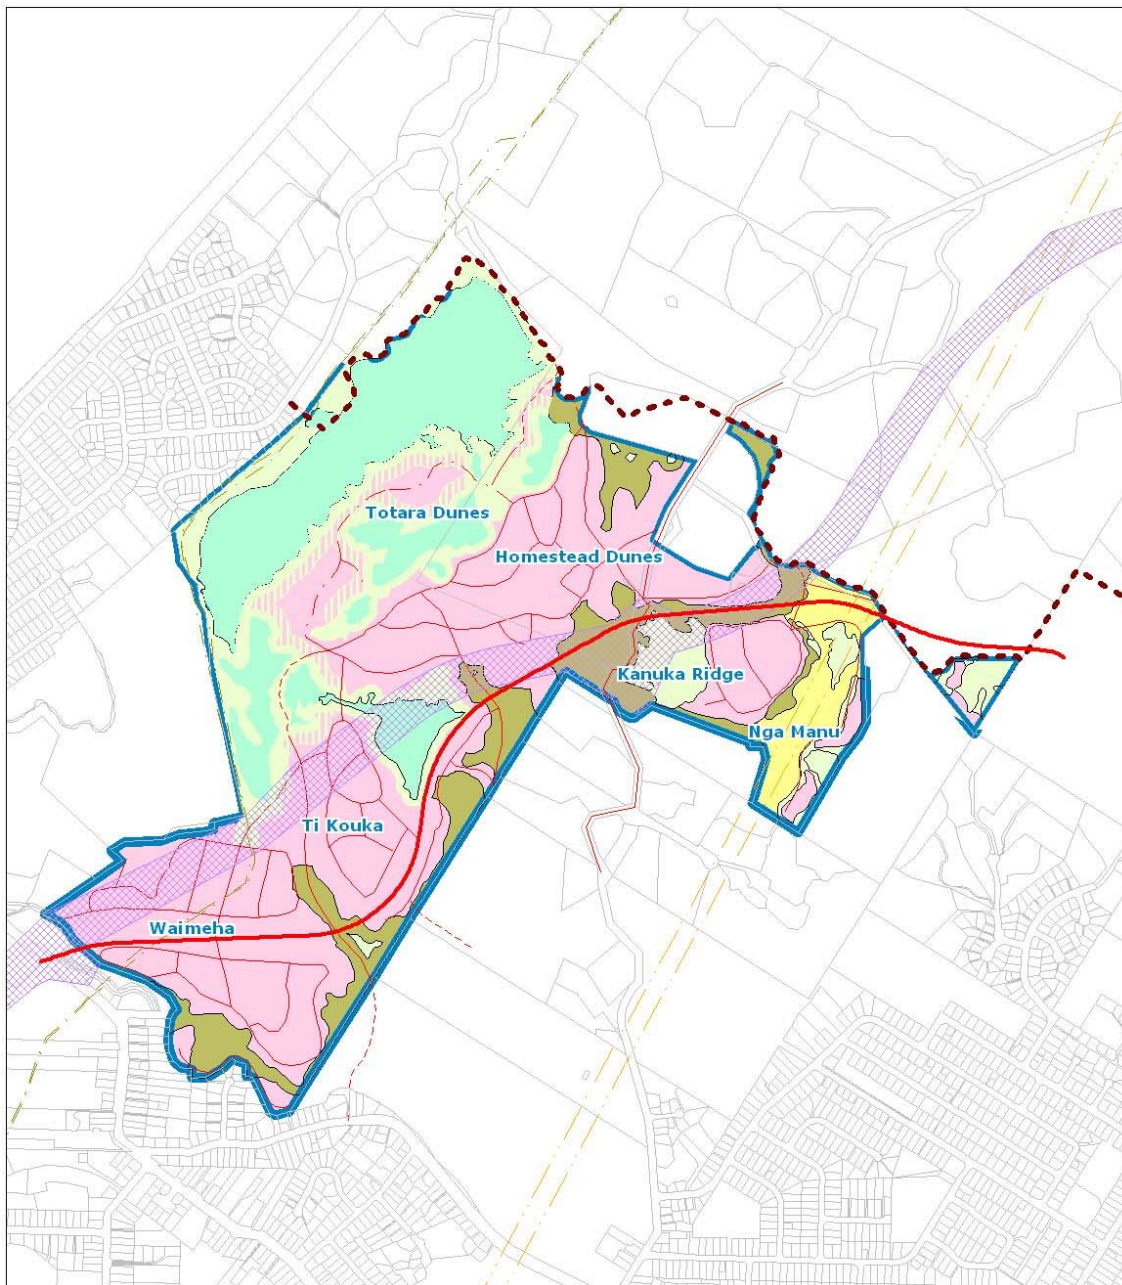 Totara Dunes
Homestead Dunes
Kanuka Ridge
Nga Manu
Ti Kouka
Waimeha